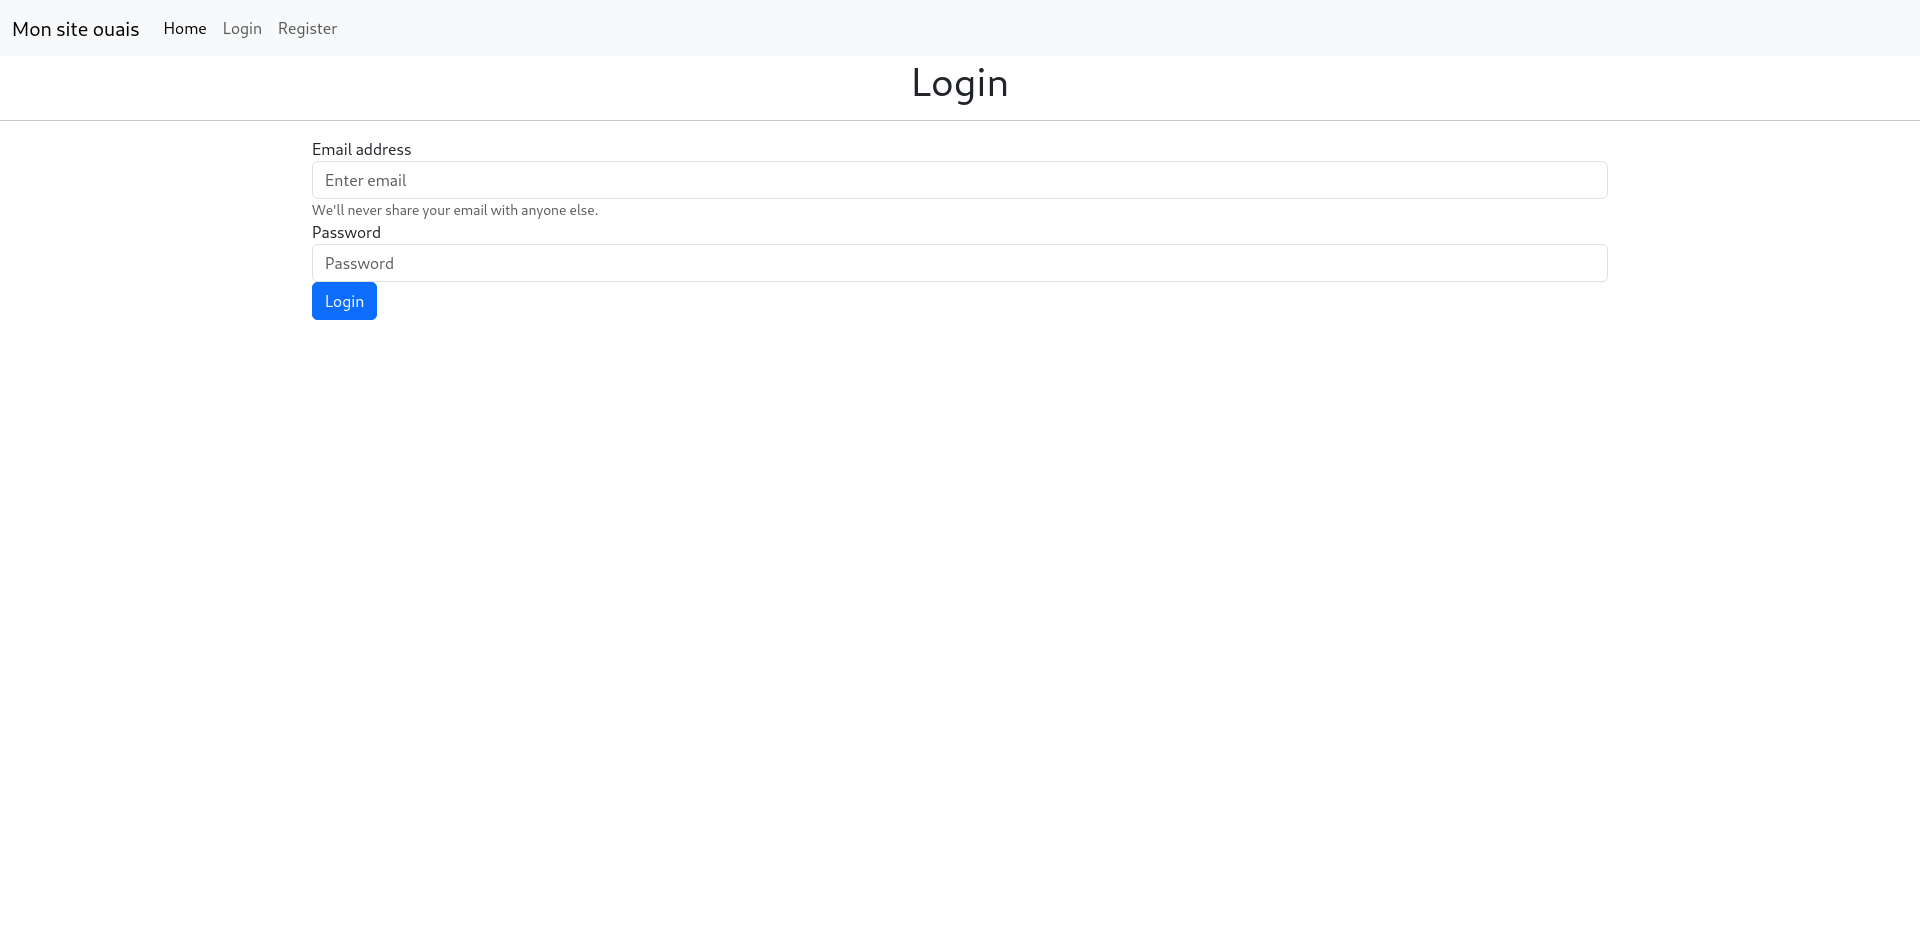 Mon site ouais Home Login Register
Login
Email address
Enter email
We'll never share your email with anyone else.
Password
Password
Login